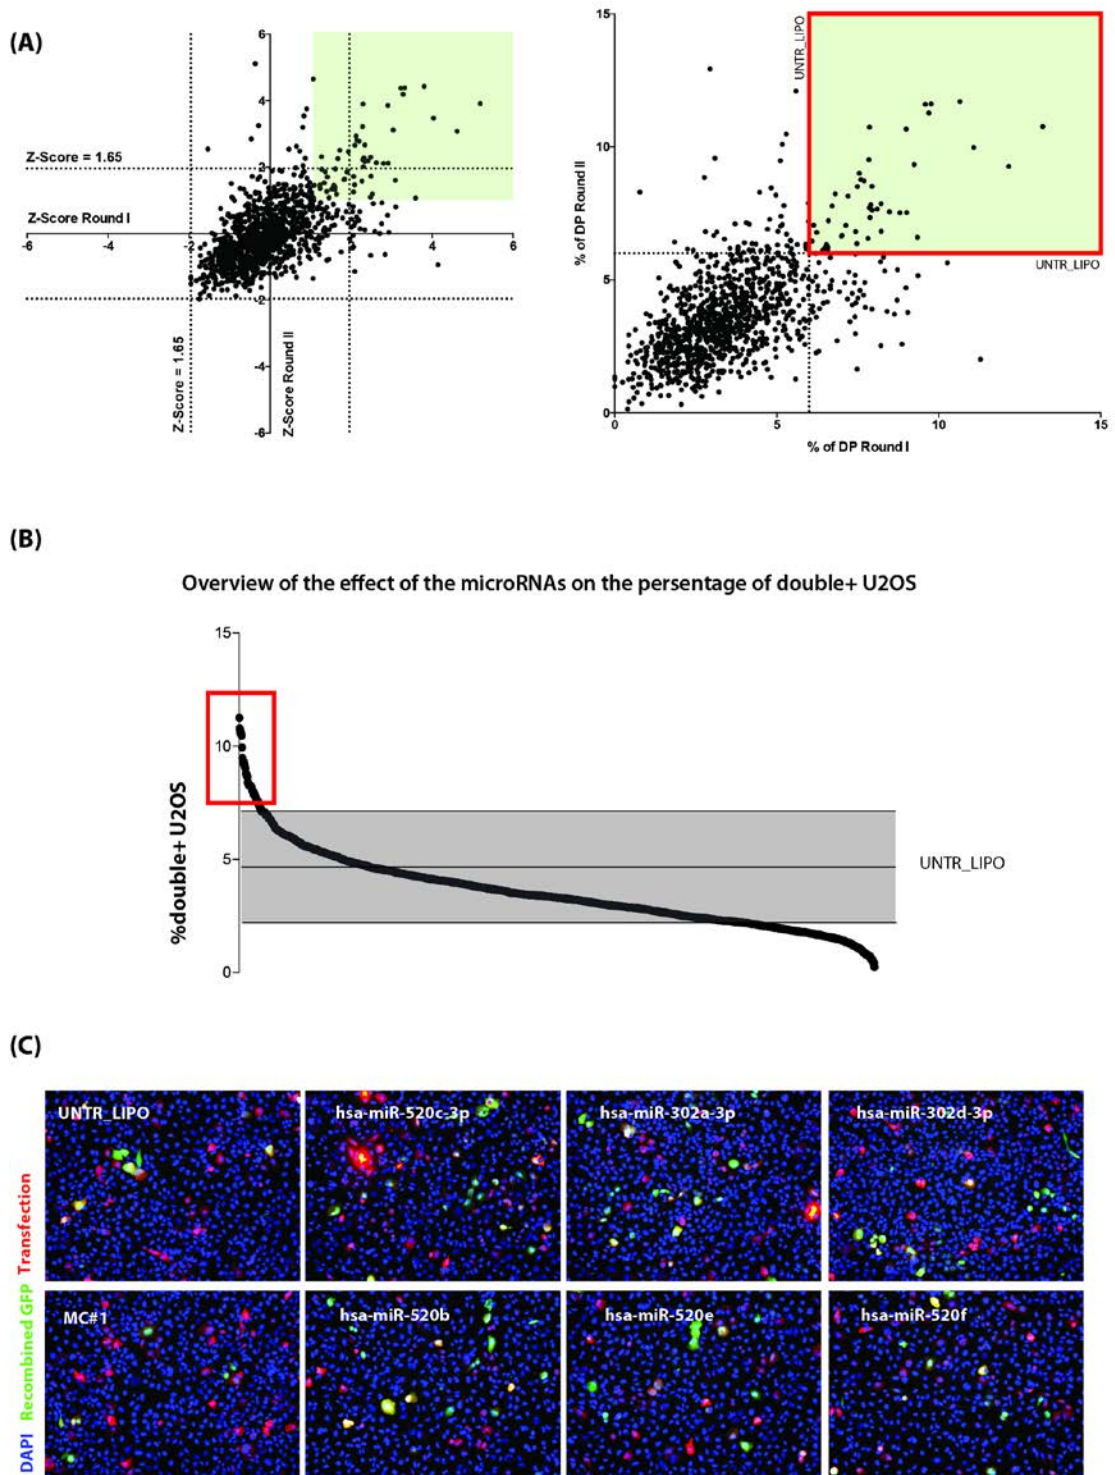 (A)
6
4
2
Z-Score = 1.65
Z-Score Round I
-6
-4
-2
2
4
6
-2
-4
-6
Z-Score = 1.65
Z-Score Round II
15
10
5
0
0
5
10
15
% of DP Round II
% of DP Round I
UNTR_LIPO
UNTR_LIPO
(B)
Overview of the effect of the microRNAs on the persentage of double+ U2OS
15
10
5
0
%double+ U2OS
UNTR_LIPO
(C)
DAPI Recombined GFP Transfection
UNTR_LIPO
hsa-miR-520c-3p
hsa-miR-302a-3p
hsa-miR-302d-3p
MC#1
hsa-miR-520b
hsa-miR-520e
hsa-miR-520f